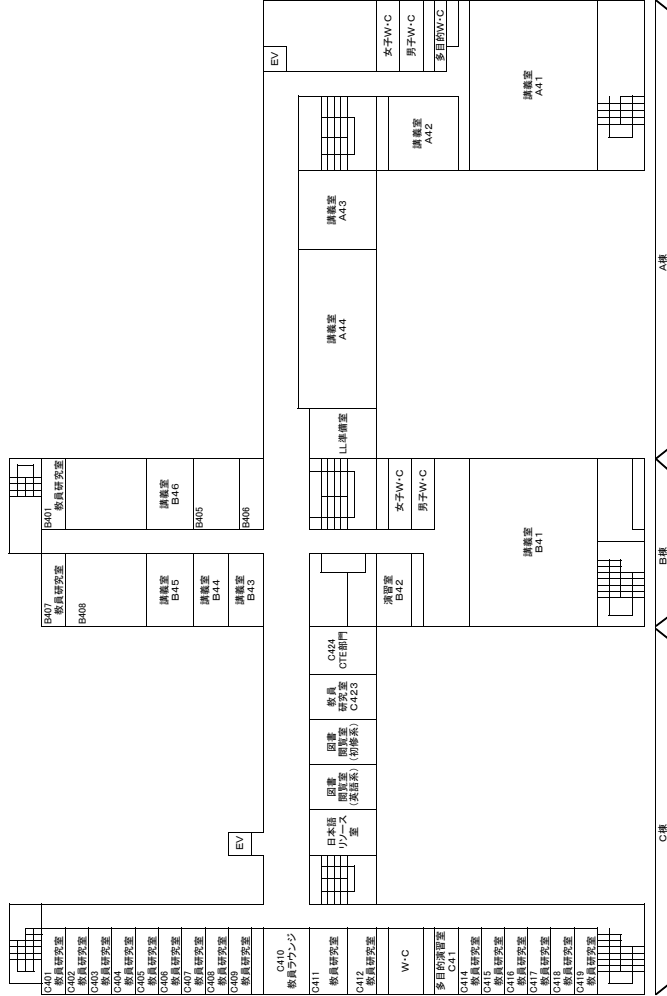 EV
女子W・C
男子W・C
多目的W・C
講義室
A41
講義室
A42
講義室
A43
講義室
A44
LL準備室
A棟
B401
教員研究室
講義室
B46
B405
B406
女子W・C
男子W・C
講義室
B41
B407
教員研究室
B408
講義室
B45
講義室
B44
講義室
B43
演習室
B42
B棟
C424
CTE部門
教員
研究室
C423
図書
閲覧室
(初修系)
図書
閲覧室
(英語系)
日本語
リソース
室
EV
C棟
C401
教員研究室
C402
教員研究室
C403
教員研究室
C404
教員研究室
C405
教員研究室
C406
教員研究室
C407
教員研究室
C408
教員研究室
C409
教員研究室
C410
教員ラウンジ
C411
教員研究室
C412
教員研究室
W・C
多目的演習室
C41
C414
教員研究室
C415
教員研究室
C416
教員研究室
C417
教員研究室
C418
教員研究室
C419
教員研究室